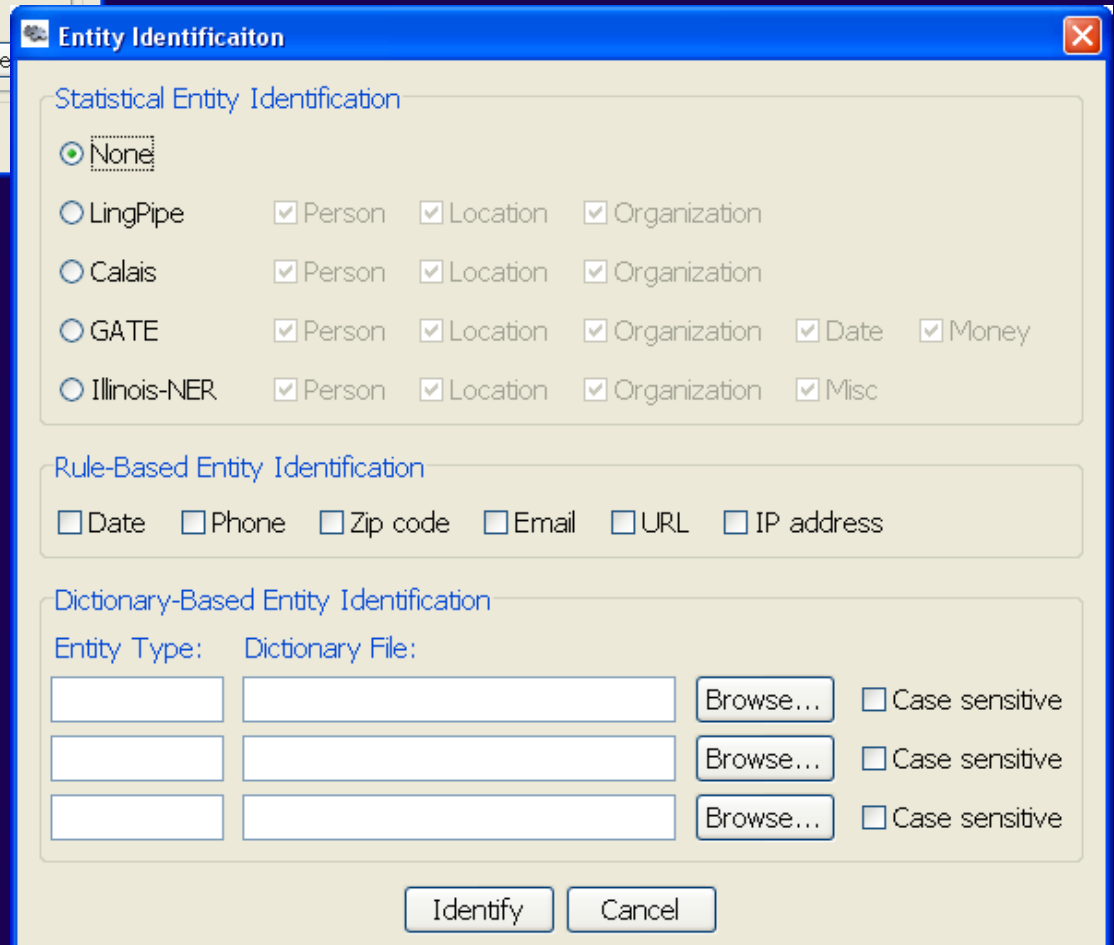 Entity Identificaiton
e
Statistical Entity Identification
None
LingPipe Person Location Organization
Calais Person Location Organization
GATE Person Location Organization Date Money
Illinois-NER Person Location Organization Misc
Rule-Based Entity Identification
Date Phone Zip code Email URL IP address
Dictionary-Based Entity Identification
Entity Type: Dictionary File:
Browse... Case sensitive
Browse... Case sensitive
Browse... Case sensitive
Identify Cancel